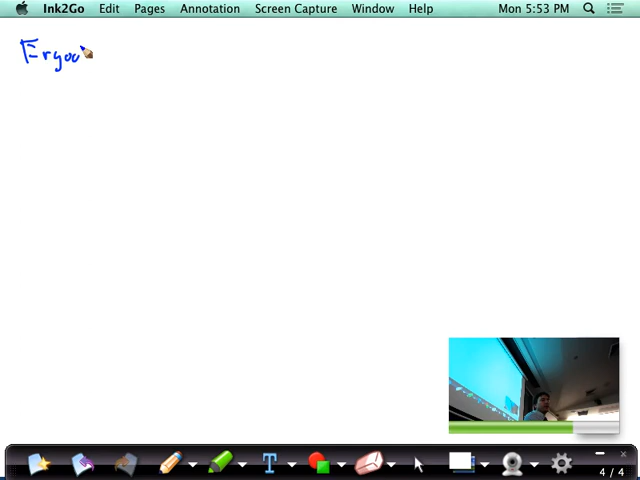 Ink2Go Edit Pages Annotation Screen Capture Window Help Mon 5:53 PM
Ergo
T
4 / 4